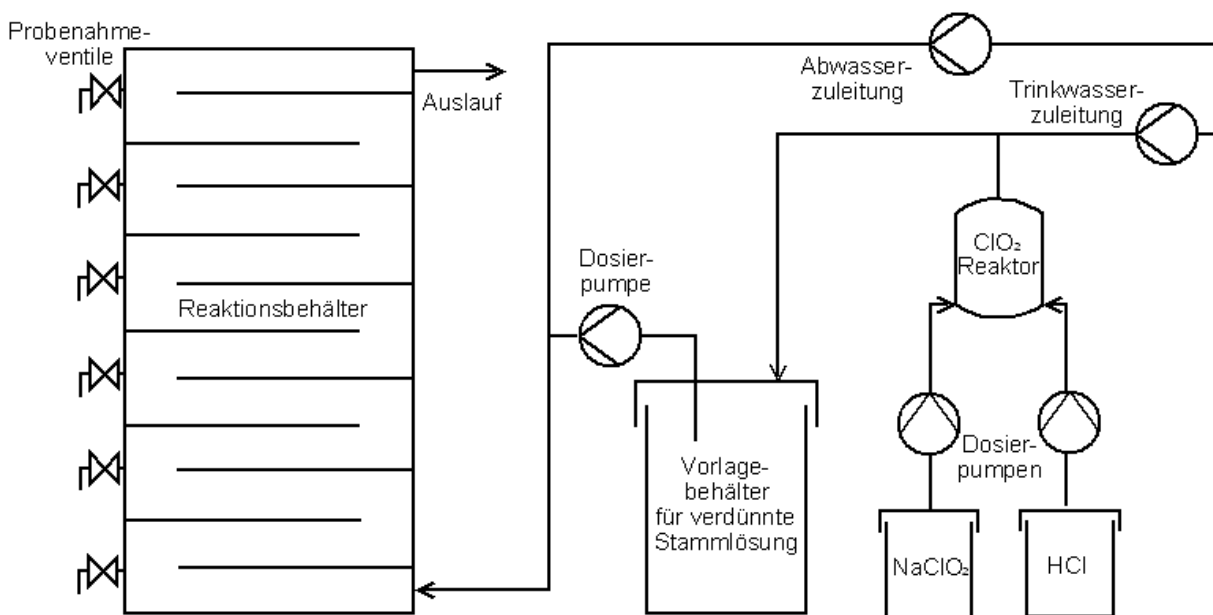 Probenahme-
ventile
Auslauf
Reaktionsbehälter
Dosier-
pumpe
Abwasser-
zuleitung
Trinkwasser-
zuleitung
ClO₂
Reaktor
Vorlage-
behälter
für verdünnte
Stammlösung
Dosier-
pumpen
NaClO₂
HCl